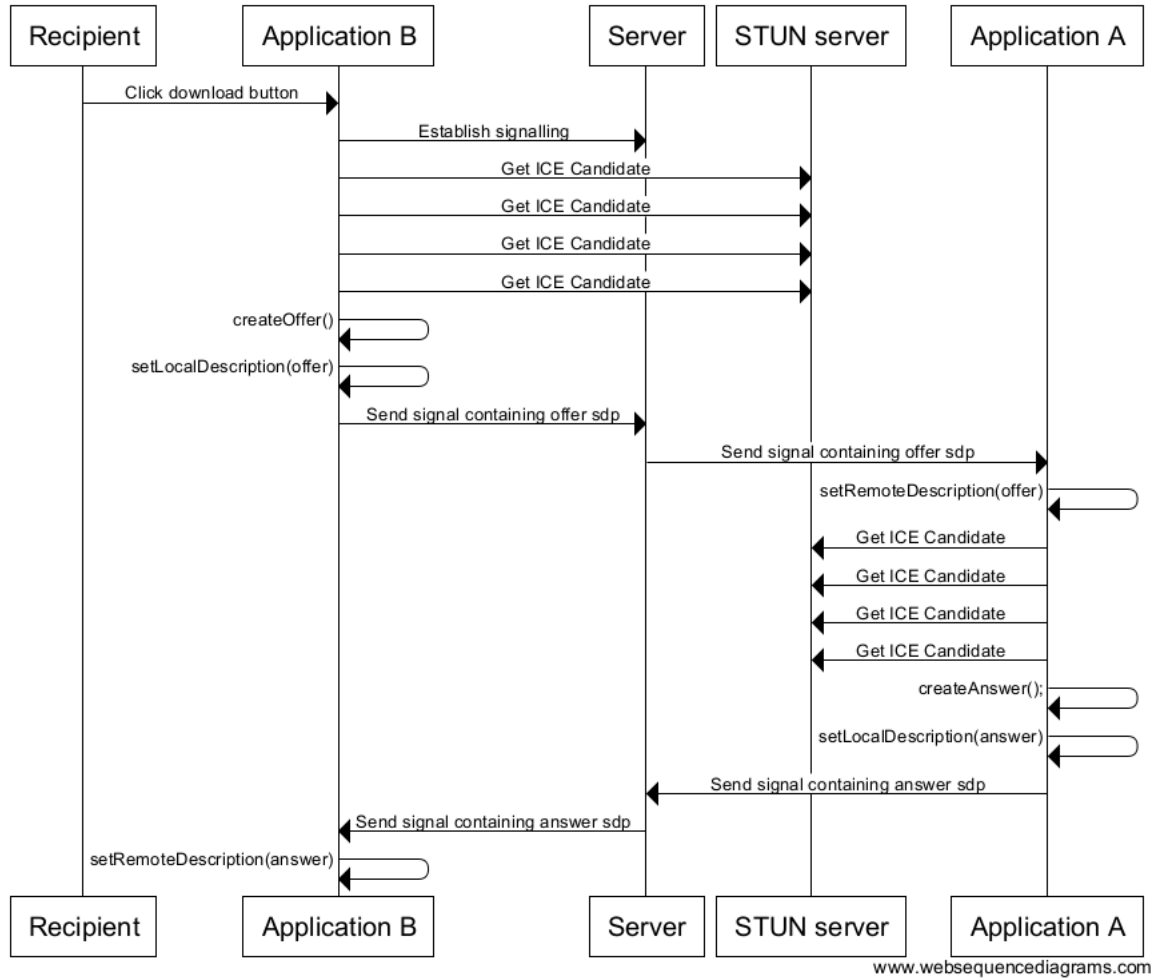 Recipient
Application B
Server
STUN server
Application A
Click download button
Establish signalling
Get ICE Candidate
Get ICE Candidate
Get ICE Candidate
Get ICE Candidate
createOffer()
setLocalDescription(offer)
Send signal containing offer sdp
Send signal containing offer sdp
setRemoteDescription(offer)
Get ICE Candidate
Get ICE Candidate
Get ICE Candidate
Get ICE Candidate
createAnswer();
setLocalDescription(answer)
Send signal containing answer sdp
Send signal containing answer sdp
setRemoteDescription(answer)
Recipient
Application B
Server
STUN server
Application A
www.websequencediagrams.com